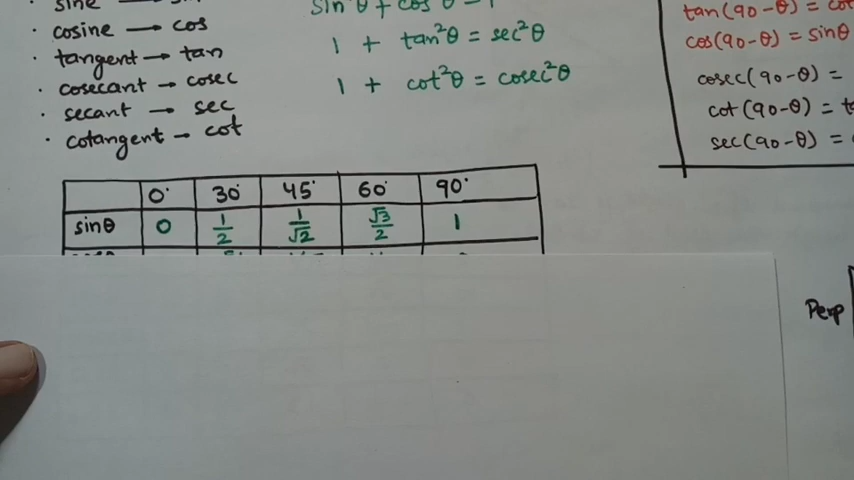 sine
· cosine → cos
· tangent → tan
· cosecant → cosec
· secant → sec
· cotangent → cot
1 + tan²θ = sec²θ
1 + cot²θ = cosec²θ
tan(90-θ) = cot
cos(90-θ) = sinθ
cosec(90-θ) =
cot(90-θ) =
sec(90-θ) =
0° 30° 45° 60° 90°
sinθ 0 1/2 1/√2 √3/2 1
Perp